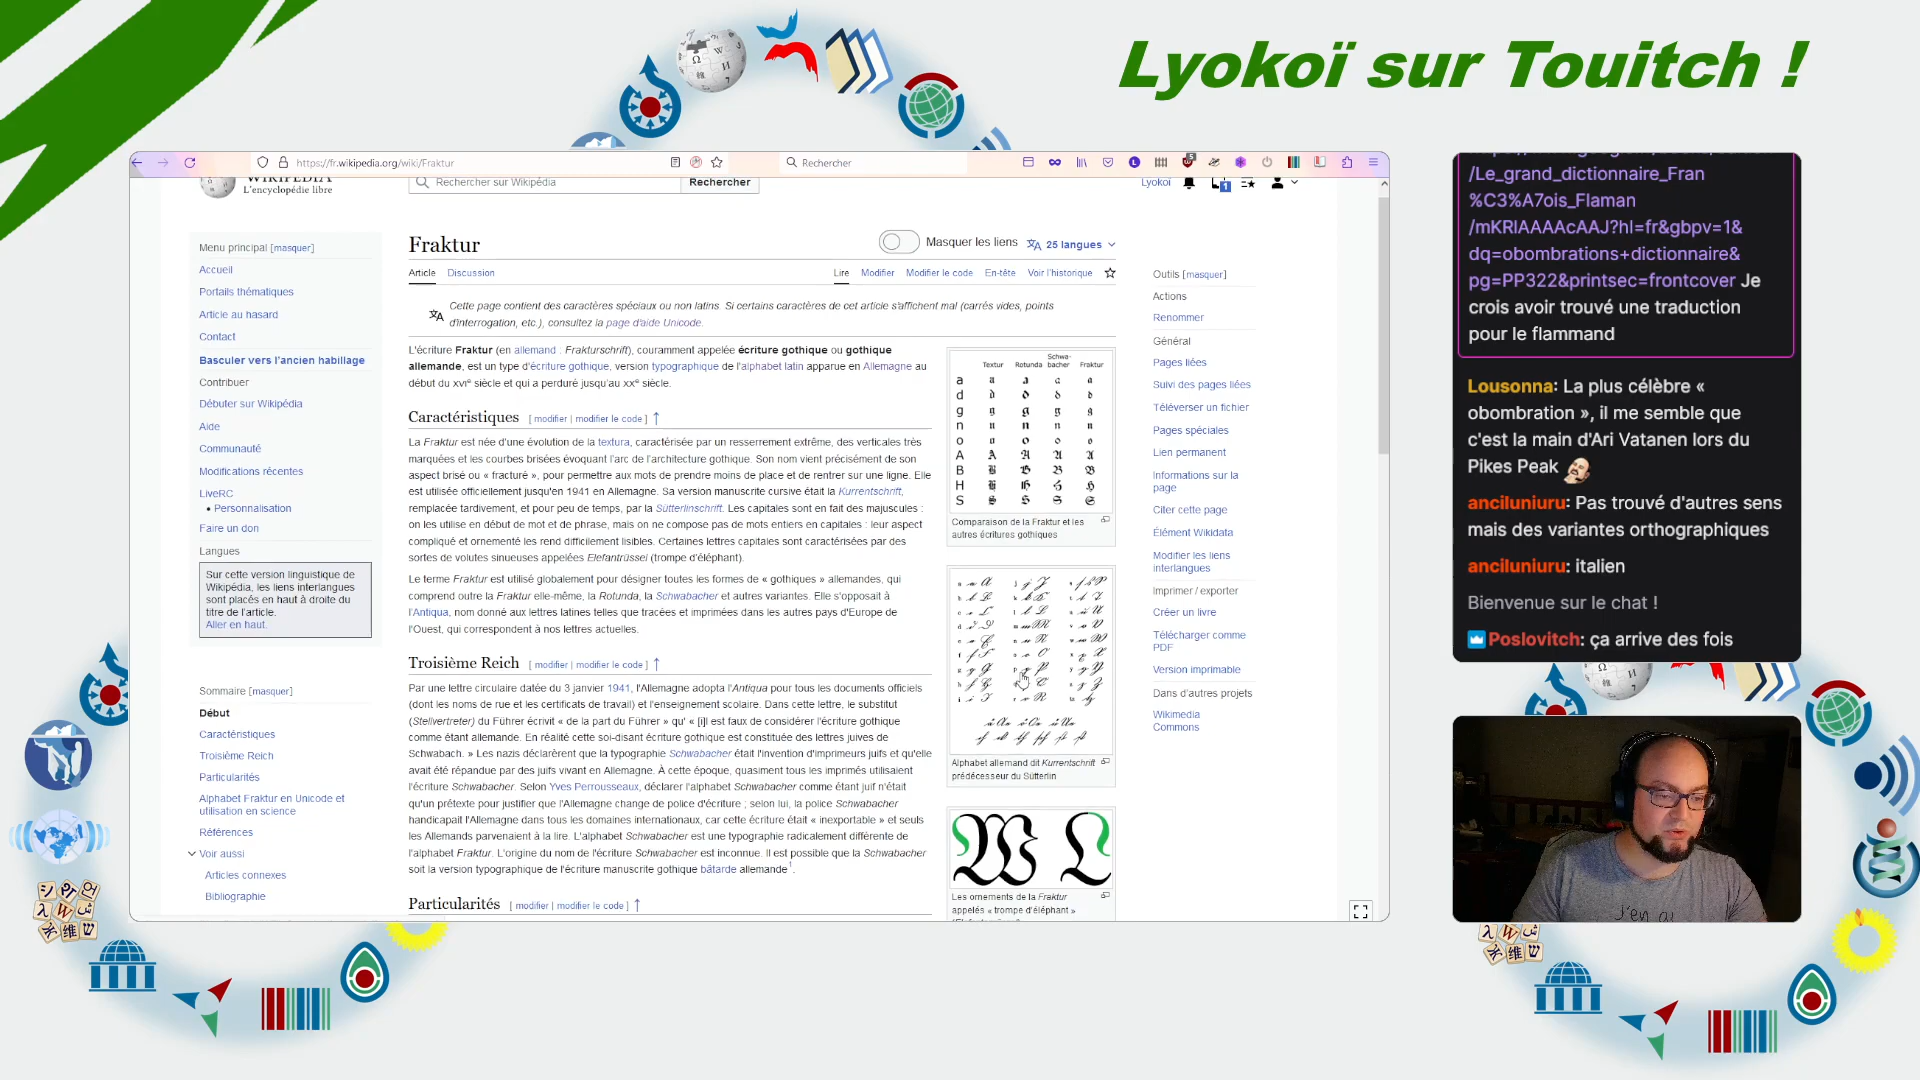 Lyokoï sur Touitch !
https://fr.wikipedia.org/wiki/Fraktur
Rechercher
WIKIPÉDIA
L'encyclopédie libre
Rechercher sur Wikipédia
Rechercher
Lyokoï
1
Menu principal [masquer]
Accueil
Portails thématiques
Article au hasard
Contact
Basculer vers l'ancien habillage
Contribuer
Débuter sur Wikipédia
Aide
Communauté
Modifications récentes
LiveRC
• Personnalisation
Faire un don
Langues
Sur cette version linguistique de
Wikipédia, les liens interlangues
sont placés en haut à droite du
titre de l'article.
Aller en haut.
Sommaire [masquer]
Début
Caractéristiques
Troisième Reich
Particularités
Alphabet Fraktur en Unicode et
utilisation en science
Références
Voir aussi
Articles connexes
Bibliographie
Fraktur
Masquer les liens
25 langues
Article
Discussion
Lire
Modifier
Modifier le code
En-tête
Voir l'historique
Cette page contient des caractères spéciaux ou non latins. Si certains caractères de cet article s'affichent mal (carrés vides, points
d'interrogation, etc.), consultez la page d'aide Unicode.
L'écriture Fraktur (en allemand : Frakturschrift), couramment appelée écriture gothique ou gothique
allemande, est un type d'écriture gothique, version typographique de l'alphabet latin apparue en Allemagne au
début du XVIe siècle et qui a perduré jusqu'au XXe siècle.
Caractéristiques [ modifier | modifier le code ] ↑
La Fraktur est née d'une évolution de la textura, caractérisée par un resserrement extrême, des verticales très
marquées et les courbes brisées évoquant l'arc de l'architecture gothique. Son nom vient précisément de son
aspect brisé ou « fracturé », pour permettre aux mots de prendre moins de place et de rentrer sur une ligne. Elle
est utilisée officiellement jusqu'en 1941 en Allemagne. Sa version manuscrite cursive était la Kurrentschrift,
remplacée tardivement, et pour peu de temps, par la Sütterlinschrift. Les capitales sont en fait des majuscules :
on les utilise en début de mot et de phrase, mais on ne compose pas de mots entiers en capitales : leur aspect
compliqué et ornementé les rend difficilement lisibles. Certaines lettres capitales sont caractérisées par des
sortes de volutes sinueuses appelées Elefantrüssel (trompe d'éléphant).
Le terme Fraktur est utilisé globalement pour désigner toutes les formes de « gothiques » allemandes, qui
comprend outre la Fraktur elle-même, la Rotunda, la Schwabacher et autres variantes. Elle s'opposait à
l'Antiqua, nom donné aux lettres latines telles que tracées et imprimées dans les autres pays d'Europe de
l'Ouest, qui correspondent à nos lettres actuelles.
Troisième Reich [ modifier | modifier le code ] ↑
Par une lettre circulaire datée du 3 janvier 1941, l'Allemagne adopta l'Antiqua pour tous les documents officiels
(dont les noms de rue et les certificats de travail) et l'enseignement scolaire. Dans cette lettre, le substitut
(Stellvertreter) du Führer écrivit « de la part du Führer » qu' « [i]l est faux de considérer l'écriture gothique
comme étant allemande. En réalité cette soi-disant écriture gothique est constituée des lettres juives de
Schwabach. » Les nazis déclarèrent que la typographie Schwabacher était l'invention d'imprimeurs juifs et qu'elle
avait été répandue par des juifs vivant en Allemagne. À cette époque, quasiment tous les imprimés utilisaient
l'écriture Schwabacher. Selon Yves Perrousseaux, déclarer l'alphabet Schwabacher comme étant juif n'était
qu'un prétexte pour justifier que l'Allemagne change de police d'écriture ; selon lui, la police Schwabacher
handicapait l'Allemagne dans tous les domaines internationaux, car cette écriture était « inexportable » et seuls
les Allemands parvenaient à la lire. L'alphabet Schwabacher est une typographie radicalement différente de
l'alphabet Fraktur. L'origine du nom de l'écriture Schwabacher est inconnue. Il est possible que la Schwabacher
soit la version typographique de l'écriture manuscrite gothique bâtarde allemande1.
Particularités [ modifier | modifier le code ] ↑
Textur Rotunda Schwa-bacher Fraktur
a a a a a
d d d d d
g g g g g
n n n n n
o o o o o
A A A A A
B B B B B
H H H H H
S S S S S
Comparaison de la Fraktur et les
autres écritures gothiques
Alphabet allemand dit Kurrentschrift
prédécesseur du Sütterlin
W L
Les ornements de la Fraktur
appelés « trompe d'éléphant »
Outils [masquer]
Actions
Renommer
Général
Pages liées
Suivi des pages liées
Téléverser un fichier
Pages spéciales
Lien permanent
Informations sur la
page
Citer cette page
Élément Wikidata
Modifier les liens
interlangues
Imprimer / exporter
Créer un livre
Télécharger comme
PDF
Version imprimable
Dans d'autres projets
Wikimedia
Commons
/Le_grand_dictionnaire_Fran
%C3%A7ois_Flaman
/mKRlAAAAcAAJ?hl=fr&gbpv=1&
dq=obombrations+dictionnaire&
pg=PP322&printsec=frontcover Je
crois avoir trouvé une traduction
pour le flammand
Lousonna: La plus célèbre «
obombration », il me semble que
c'est la main d'Ari Vatanen lors du
Pikes Peak
anciluniuru: Pas trouvé d'autres sens
mais des variantes orthographiques
anciluniuru: italien
Bienvenue sur le chat !
Poslovitch: ça arrive des fois
J'en ai